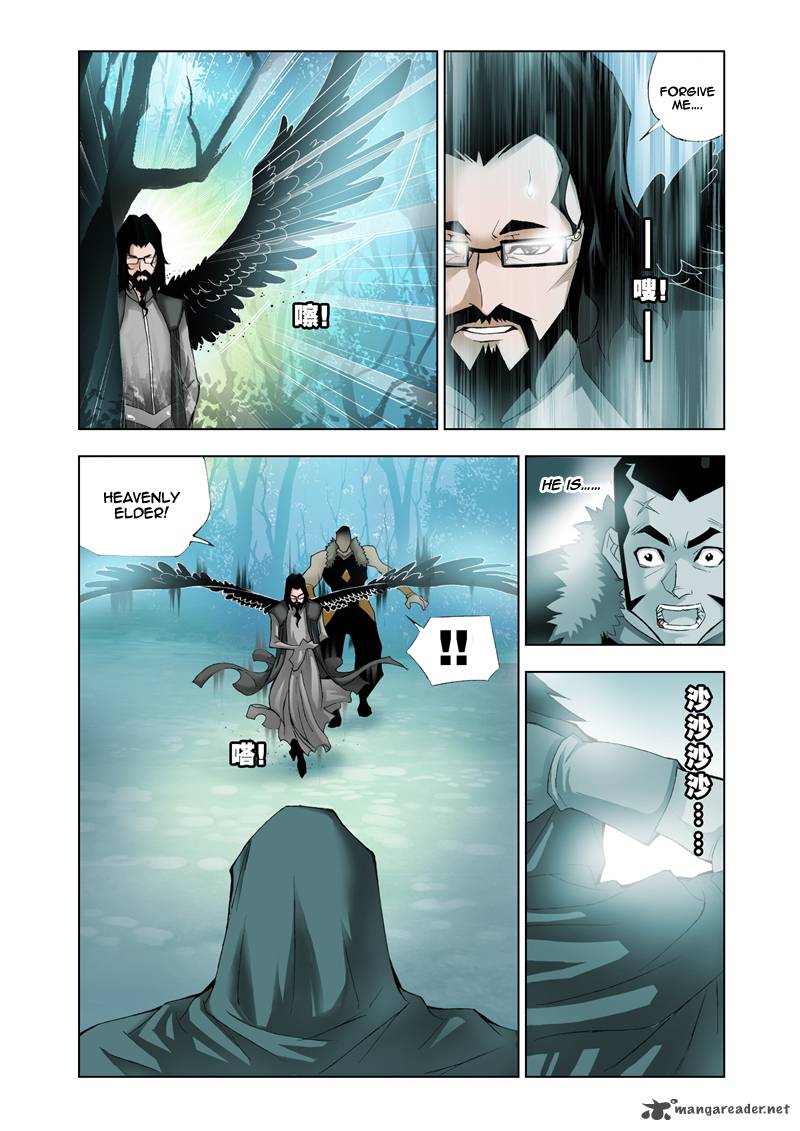 FORGIVE
ME....
嚓!
—嗖!—
HE IS......
HEAVENLY
ELDER!
!!
嗒!
沙沙沙沙……
mangareader.net